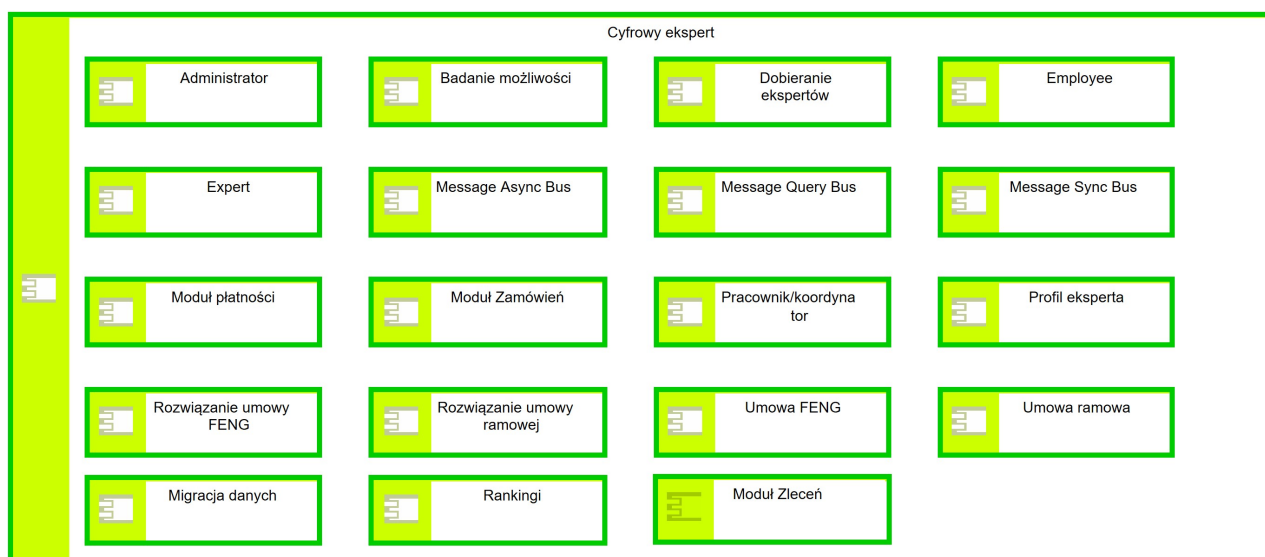 Cyfrowy ekspert
Administrator
Badanie możliwości
Dobieranie
ekspertów
Employee
Expert
Message Async Bus
Message Query Bus
Message Sync Bus
Moduł płatności
Moduł Zamówień
Pracownik/koordyna
tor
Profil eksperta
Rozwiązanie umowy
FENG
Rozwiązanie umowy
ramowej
Umowa FENG
Umowa ramowa
Migracja danych
Rankingi
Moduł Zleceń